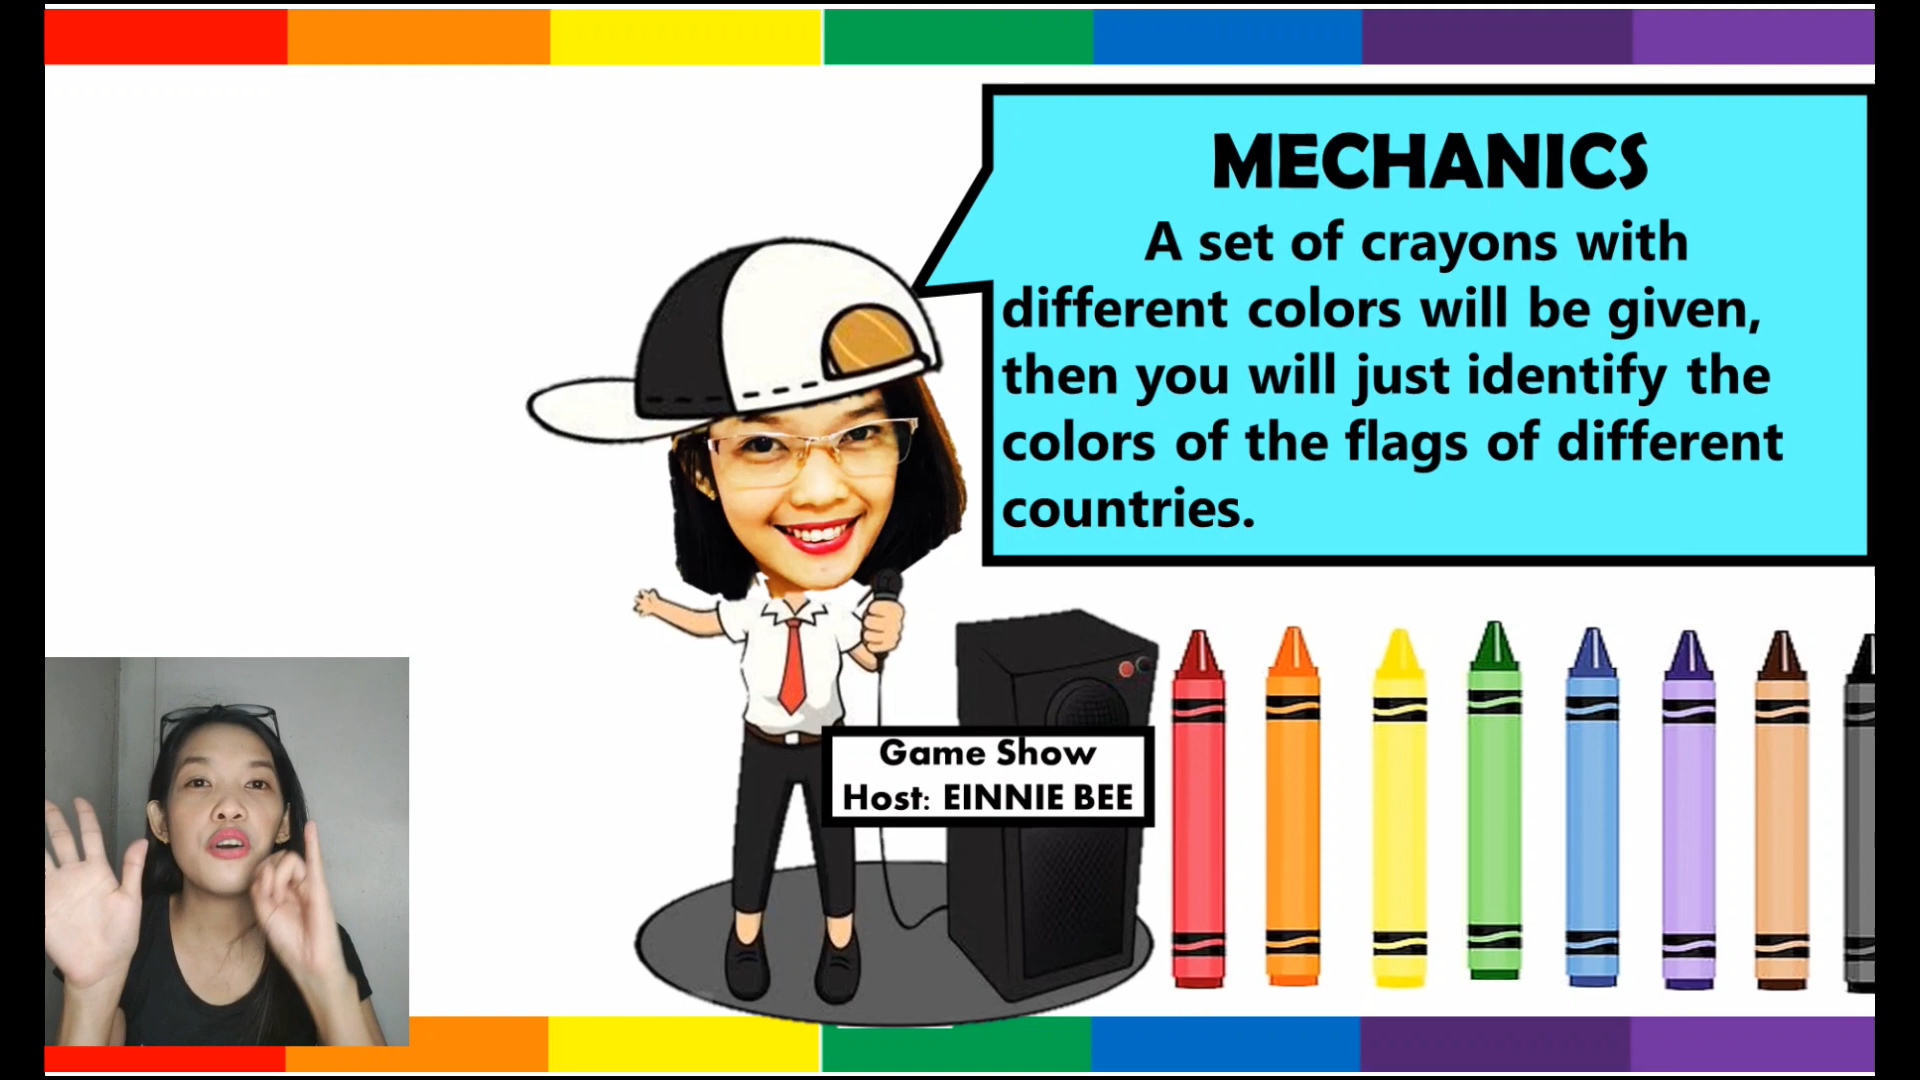 MECHANICS
A set of crayons with
different colors will be given,
then you will just identify the
colors of the flags of different
countries.
Game Show
Host: EINNIE BEE